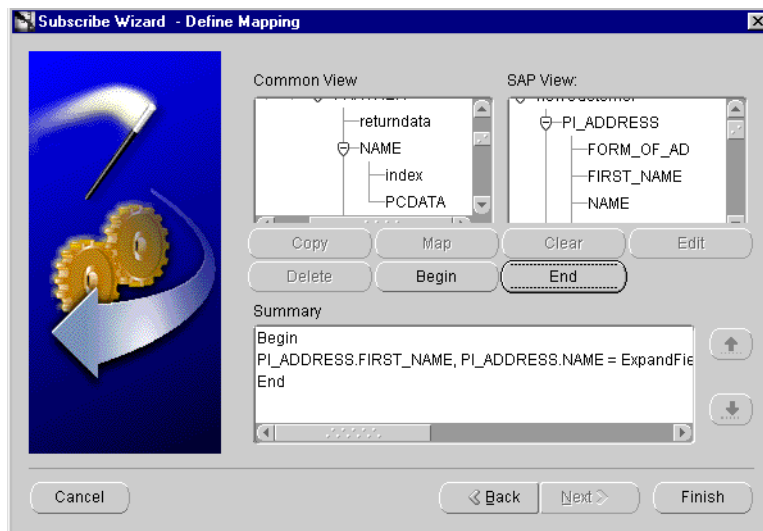 Subscribe Wizard - Define Mapping
Common View
SAP View:
returndata
NAME
index
PCDATA
PI_ADDRESS
FORM_OF_AD
FIRST_NAME
NAME
Copy
Map
Clear
Edit
Delete
Begin
End
Summary
Begin
PI_ADDRESS.FIRST_NAME, PI_ADDRESS.NAME = ExpandFie
End
Cancel
Back
Next
Finish